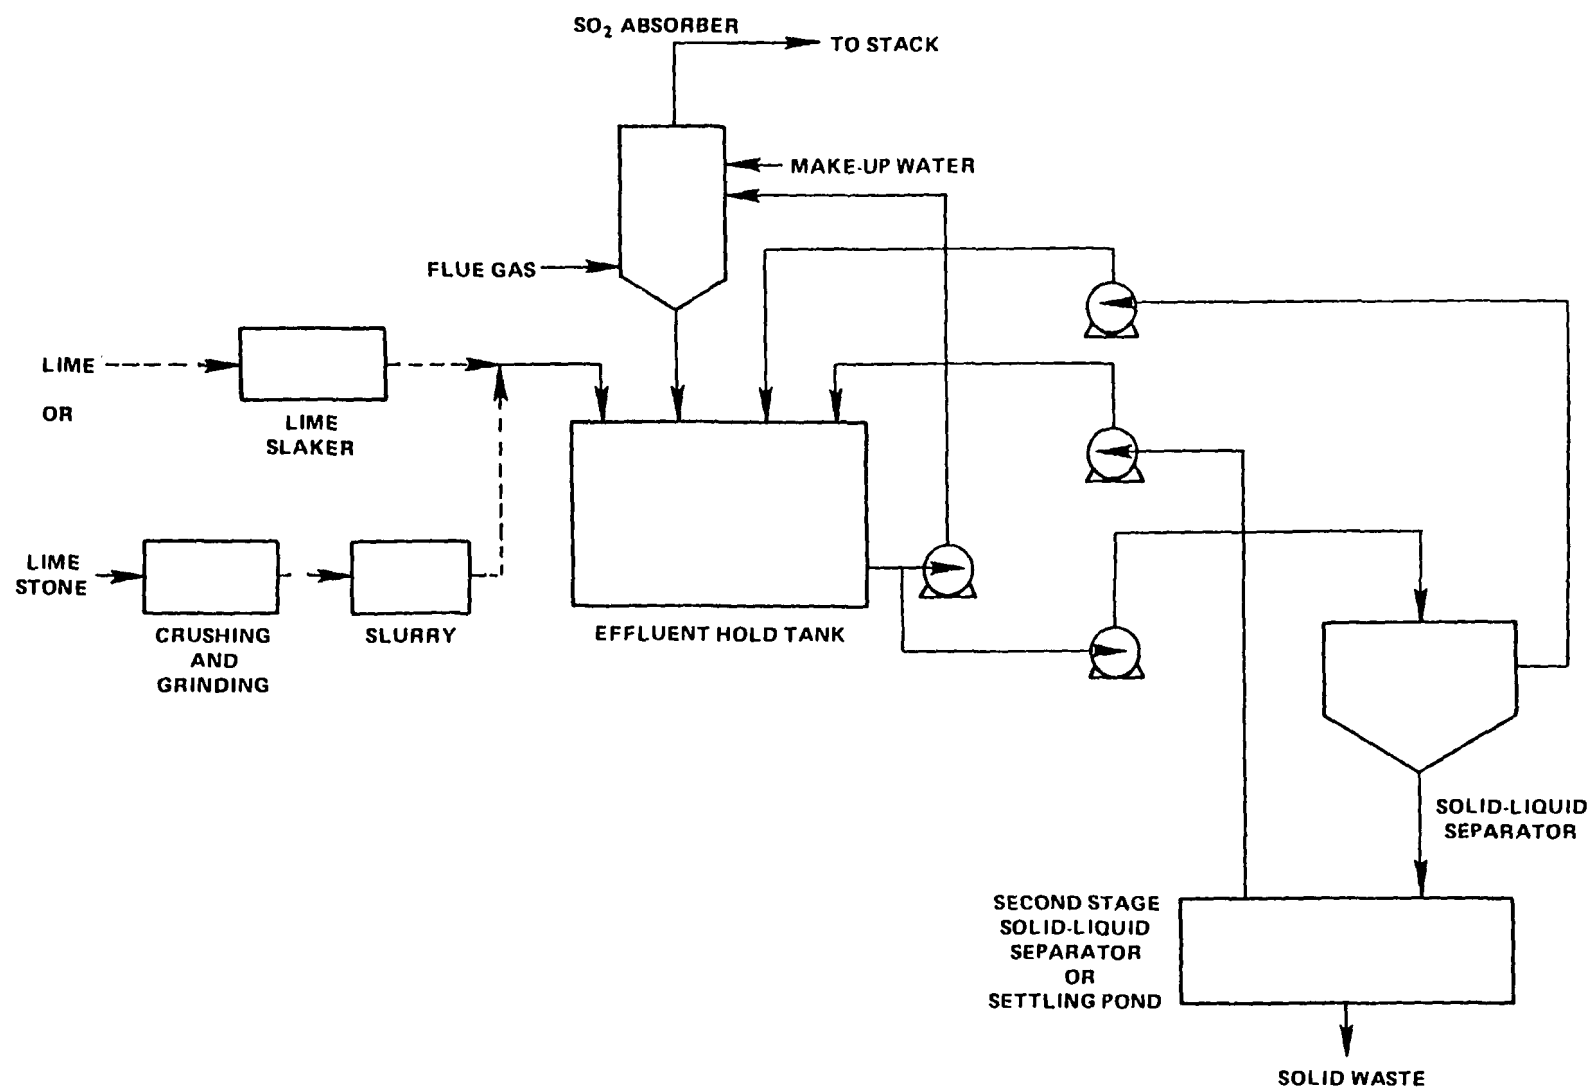 SO₂ ABSORBER
TO STACK
MAKE-UP WATER
FLUE GAS
LIME
OR
LIME
SLAKER
LIME
STONE
CRUSHING
AND
GRINDING
SLURRY
EFFLUENT HOLD TANK
SOLID-LIQUID
SEPARATOR
SECOND STAGE
SOLID-LIQUID
SEPARATOR
OR
SETTLING POND
SOLID WASTE